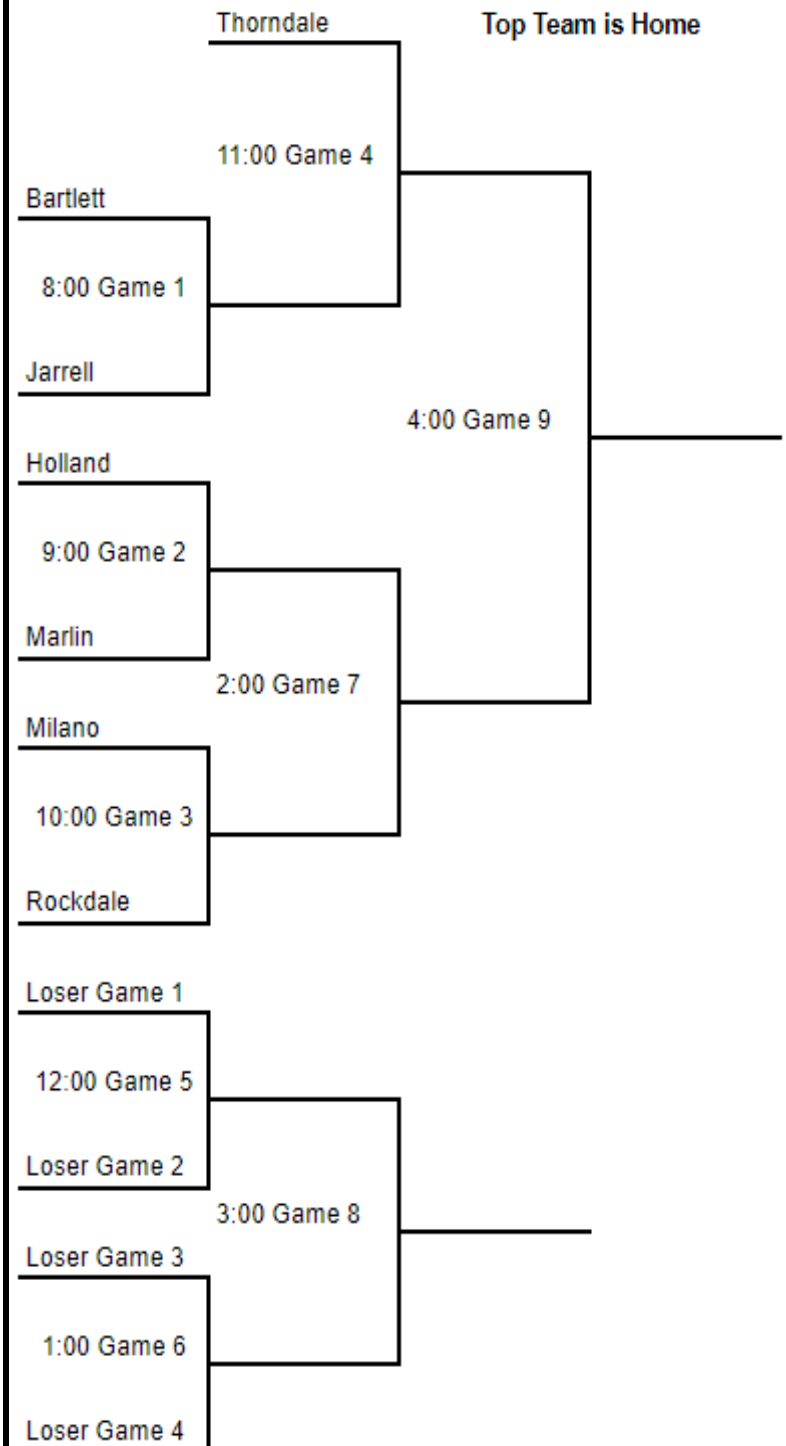 Thorndale
Top Team is Home
11:00 Game 4
Bartlett
8:00 Game 1
Jarrell
4:00 Game 9
Holland
9:00 Game 2
Marlin
2:00 Game 7
Milano
10:00 Game 3
Rockdale
Loser Game 1
12:00 Game 5
Loser Game 2
3:00 Game 8
Loser Game 3
1:00 Game 6
Loser Game 4